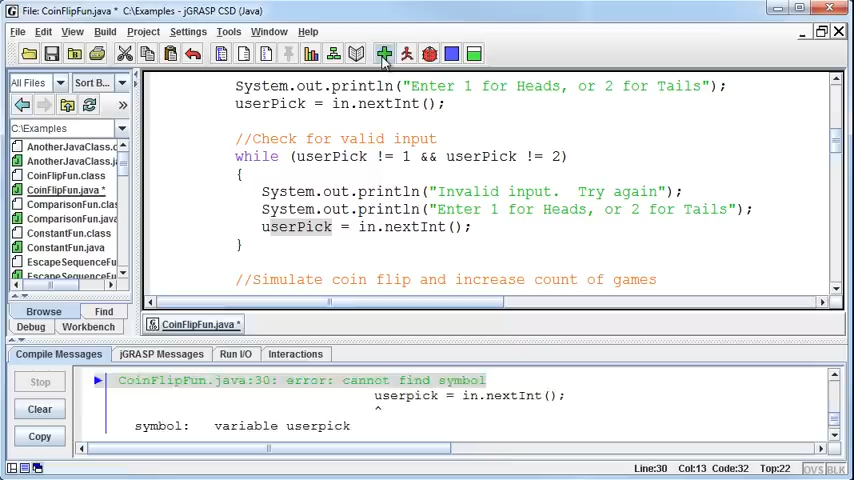 File: CoinFlipFun.java * C:\Examples - jGRASP CSD (Java)
File Edit View Build Project Settings Tools Window Help
All Files Sort B...
C:\Examples
AnotherJavaClass.c
AnotherJavaClass.ja
CoinFlipFun.class
CoinFlipFun.java *
ComparisonFun.clas
ComparisonFun.java
ConstantFun.class
ConstantFun.java
EscapeSequenceFu
EscapeSequenceFu
Browse Find
Debug Workbench
System.out.println("Enter 1 for Heads, or 2 for Tails");
userPick = in.nextInt();
//Check for valid input
while (userPick != 1 && userPick != 2)
{
System.out.println("Invalid input.  Try again");
System.out.println("Enter 1 for Heads, or 2 for Tails");
userPick = in.nextInt();
}
//Simulate coin flip and increase count of games
CoinFlipFun.java *
Compile Messages jGRASP Messages Run I/O Interactions
Stop
Clear
Copy
CoinFlipFun.java:30: error: cannot find symbol
userpick = in.nextInt();
^
symbol:   variable userpick
Line:30 Col:13 Code:32 Top:22 OVS BLK